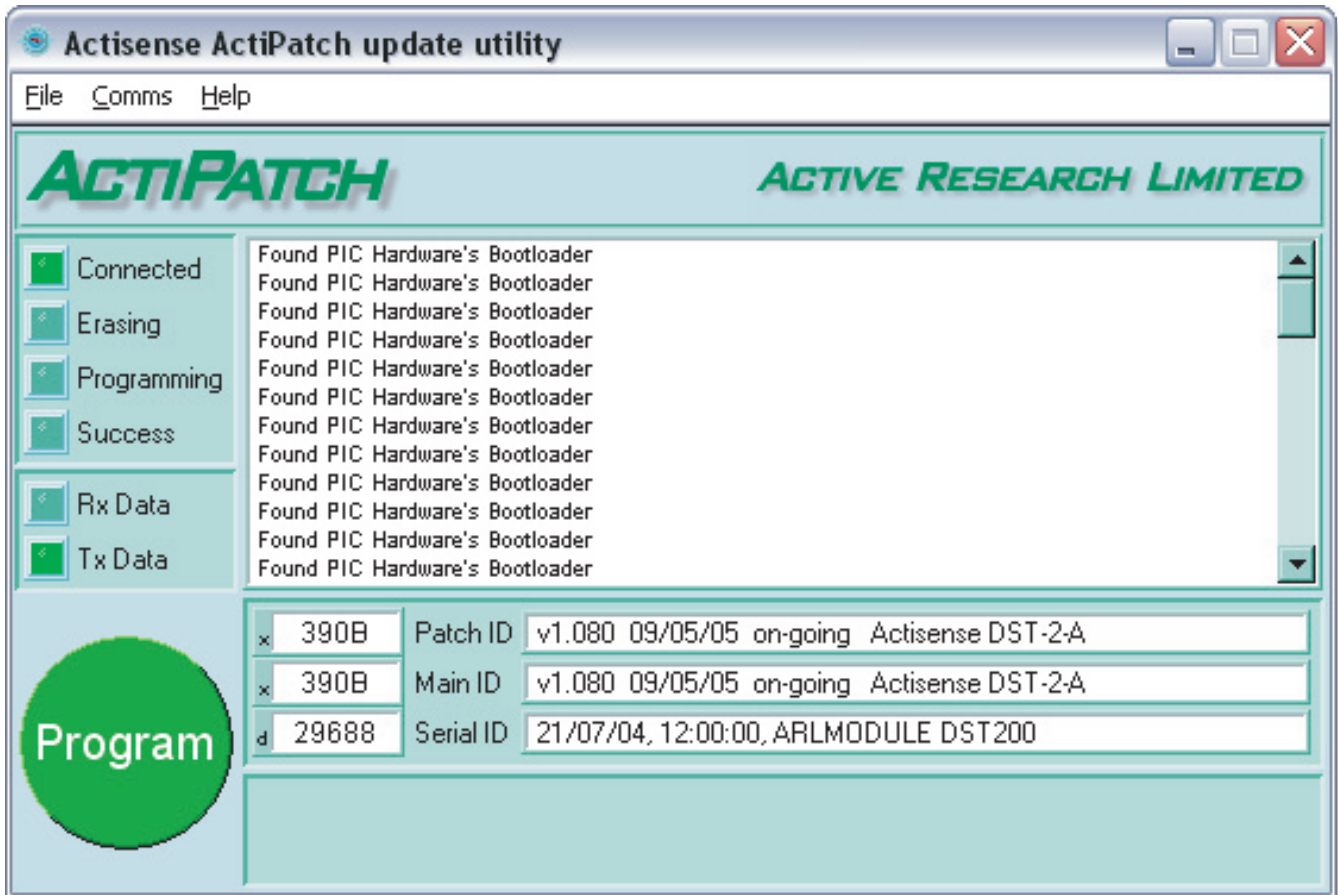 Actisense ActiPatch update utility
File Comms Help
ACTIPATCH
ACTIVE RESEARCH LIMITED
Connected
Erasing
Programming
Success
Rx Data
Tx Data
Found PIC Hardware's Bootloader
Found PIC Hardware's Bootloader
Found PIC Hardware's Bootloader
Found PIC Hardware's Bootloader
Found PIC Hardware's Bootloader
Found PIC Hardware's Bootloader
Found PIC Hardware's Bootloader
Found PIC Hardware's Bootloader
Found PIC Hardware's Bootloader
Found PIC Hardware's Bootloader
Found PIC Hardware's Bootloader
Found PIC Hardware's Bootloader
Program
x 390B Patch ID v1.080 09/05/05 on-going Actisense DST-2-A
x 390B Main ID v1.080 09/05/05 on-going Actisense DST-2-A
d 29688 Serial ID 21/07/04, 12:00:00, ARLMODULE DST200